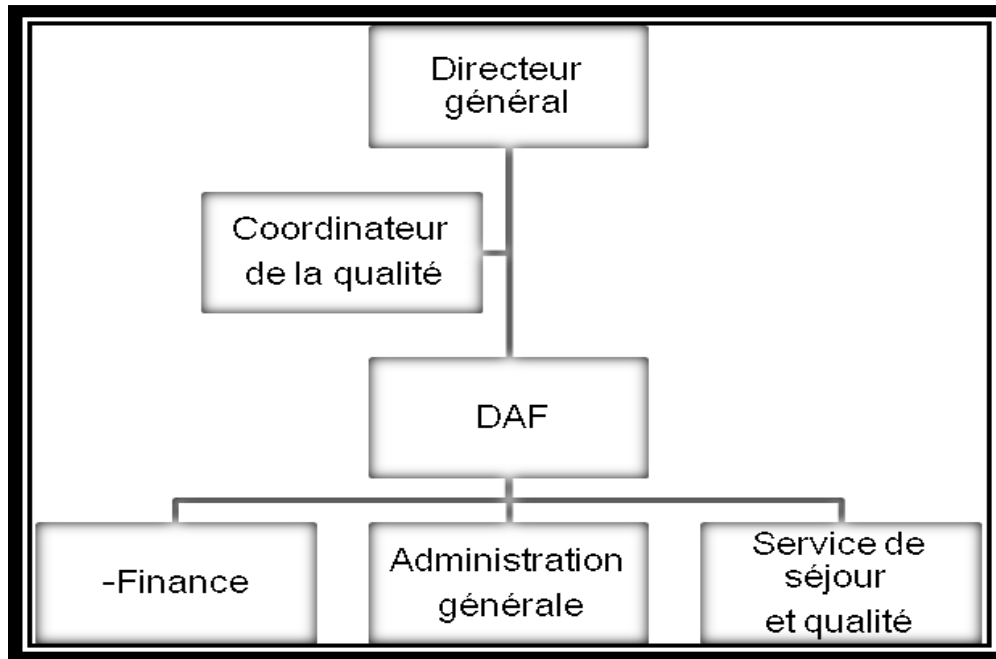 Directeur
général
Coordinateur
de la qualité
DAF
-Finance
Administration
générale
Service de
séjour
et qualité